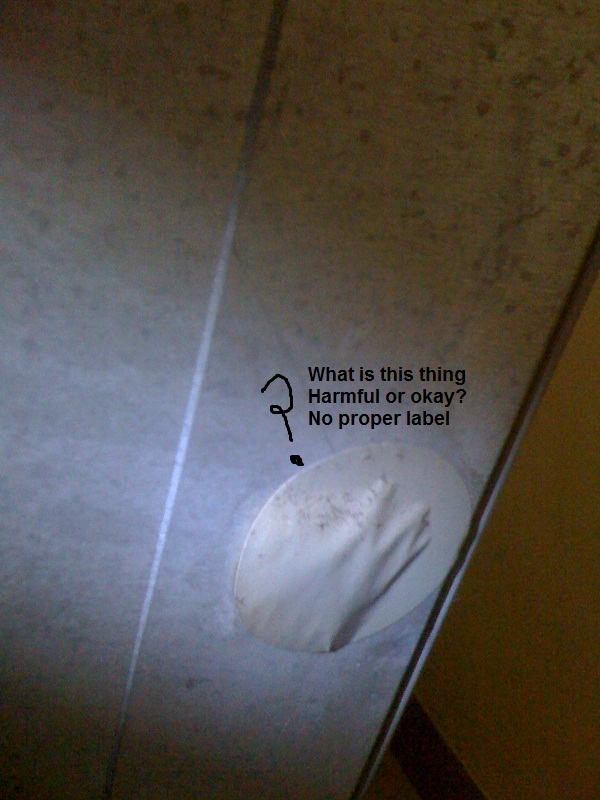 What is this thing
Harmful or okay?
No proper label